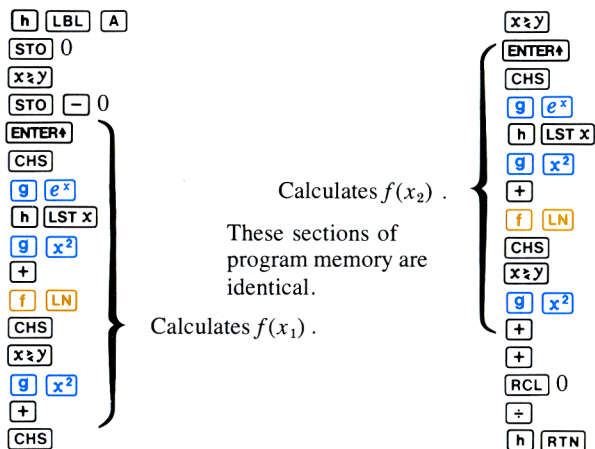 h LBL A
STO 0
x≷y
STO − 0
ENTER↑
CHS
g eˣ
h LST X
g x²
+
f LN
CHS
x≷y
g x²
+
CHS
Calculates f(x₁) .
x≷y
ENTER↑
CHS
g eˣ
h LST X
g x²
+
f LN
CHS
x≷y
g x²
+
+
RCL 0
÷
h RTN
Calculates f(x₂) .
These sections of
program memory are
identical.